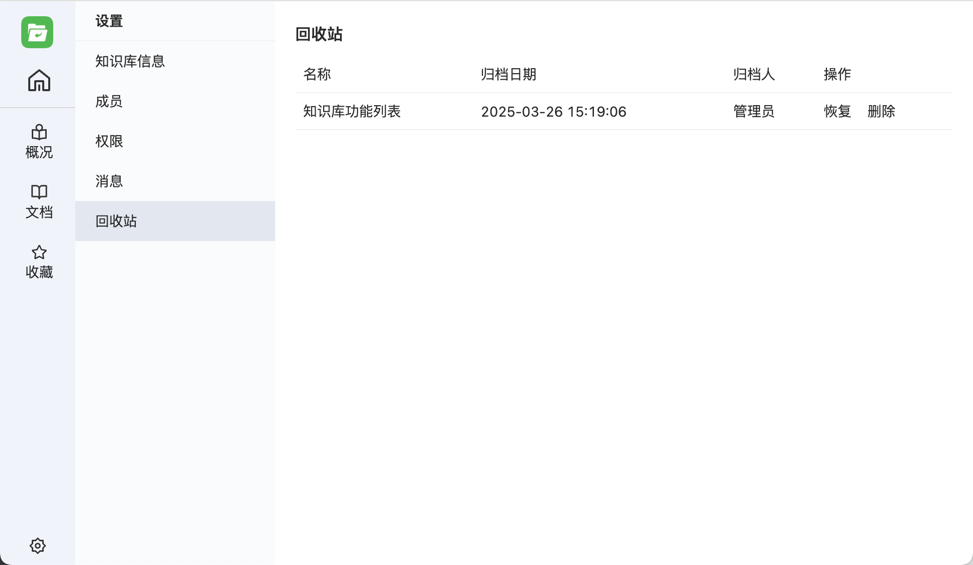 设置
知识库信息
成员
权限
消息
回收站
概况
文档
收藏
回收站
名称 归档日期 归档人 操作
知识库功能列表 2025-03-26 15:19:06 管理员 恢复 删除